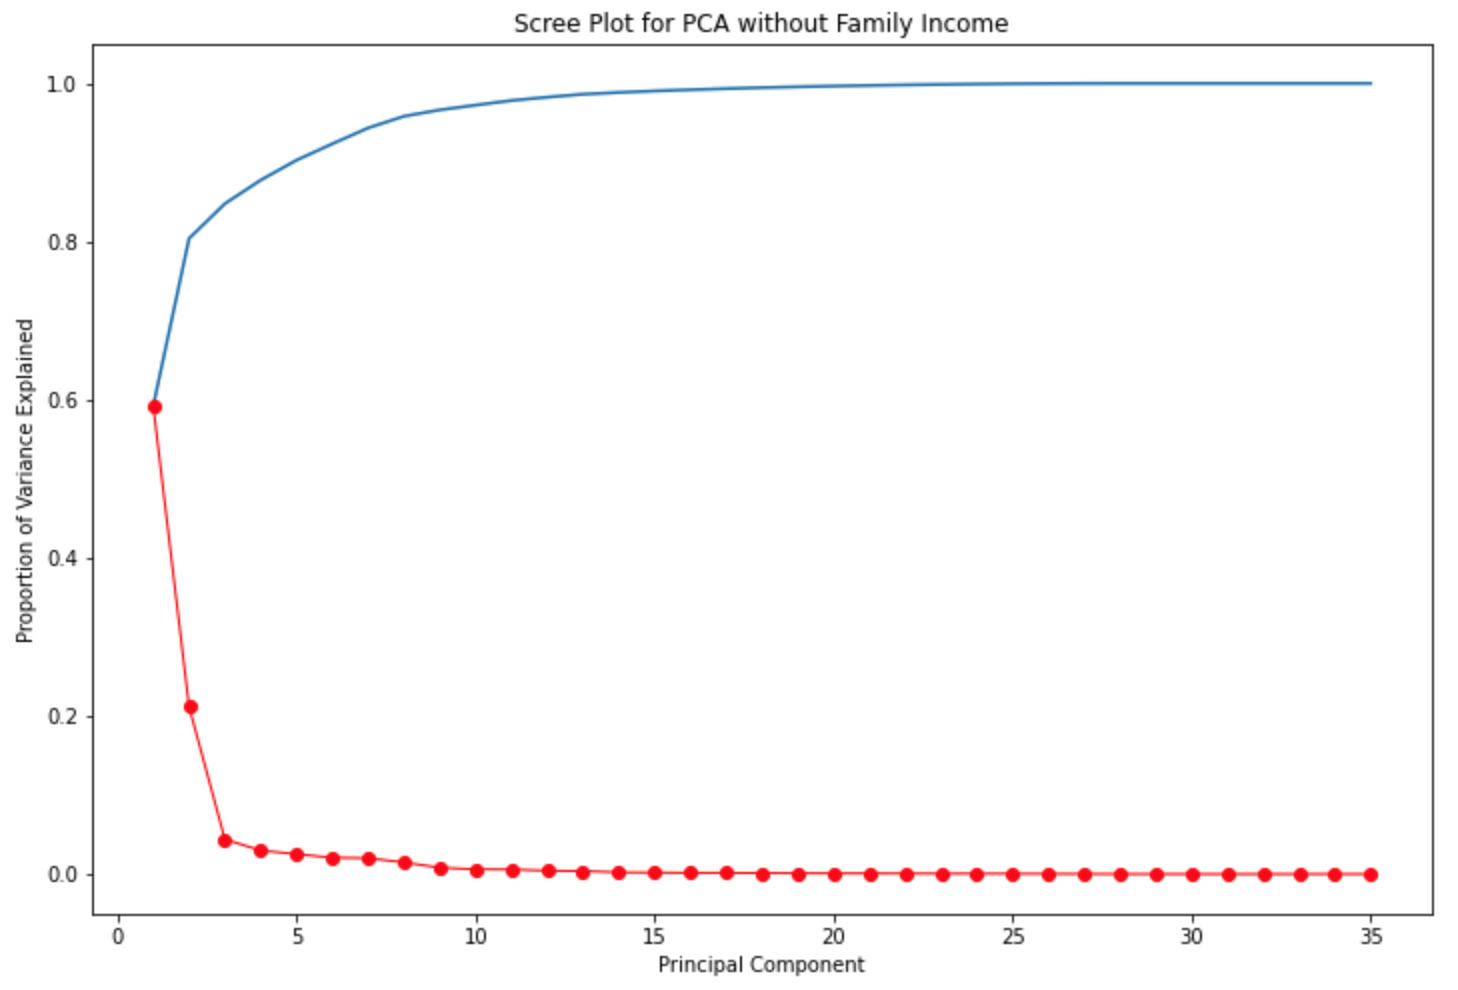 Scree Plot for PCA without Family Income
1.0
0.8
0.6
0.4
0.2
0.0
Proportion of Variance Explained
0 5 10 15 20 25 30 35
Principal Component